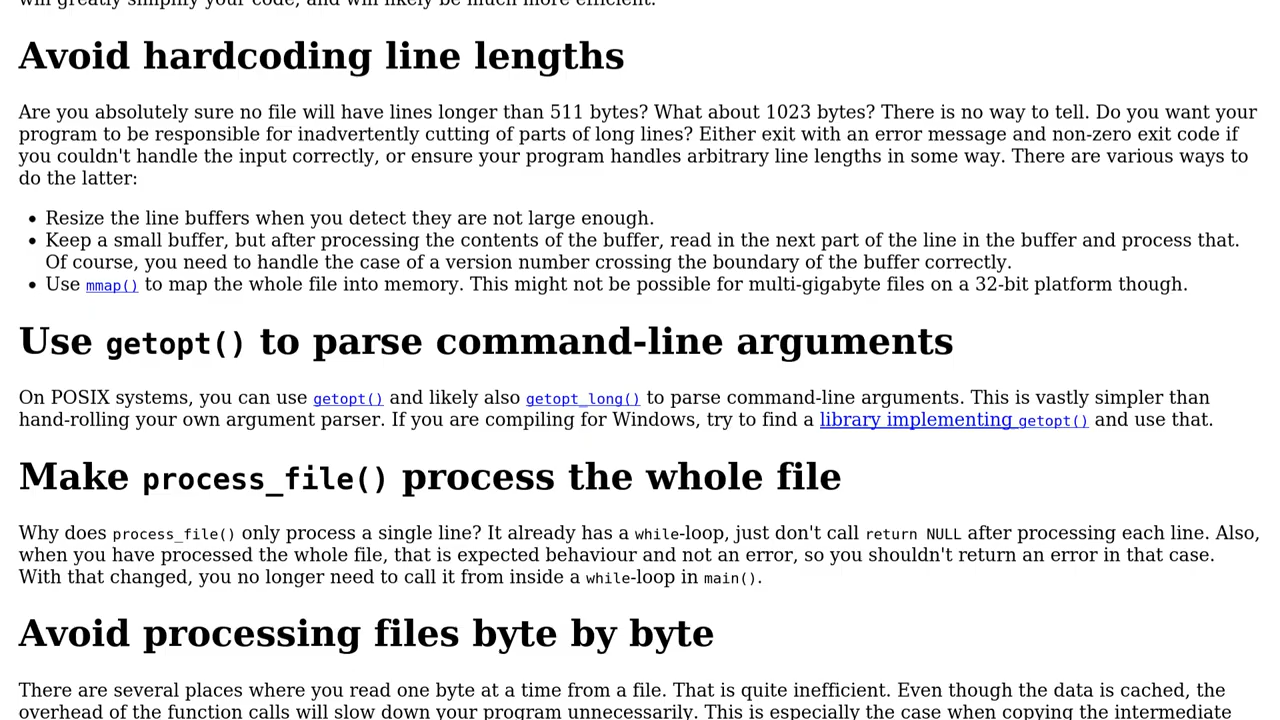 will greatly simplify your code, and will likely be much more efficient.
Avoid hardcoding line lengths
Are you absolutely sure no file will have lines longer than 511 bytes? What about 1023 bytes? There is no way to tell. Do you want your
program to be responsible for inadvertently cutting of parts of long lines? Either exit with an error message and non-zero exit code if
you couldn't handle the input correctly, or ensure your program handles arbitrary line lengths in some way. There are various ways to
do the latter:
• Resize the line buffers when you detect they are not large enough.
• Keep a small buffer, but after processing the contents of the buffer, read in the next part of the line in the buffer and process that.
Of course, you need to handle the case of a version number crossing the boundary of the buffer correctly.
• Use mmap() to map the whole file into memory. This might not be possible for multi-gigabyte files on a 32-bit platform though.
Use getopt() to parse command-line arguments
On POSIX systems, you can use getopt() and likely also getopt_long() to parse command-line arguments. This is vastly simpler than
hand-rolling your own argument parser. If you are compiling for Windows, try to find a library implementing getopt() and use that.
Make process_file() process the whole file
Why does process_file() only process a single line? It already has a while-loop, just don't call return NULL after processing each line. Also,
when you have processed the whole file, that is expected behaviour and not an error, so you shouldn't return an error in that case.
With that changed, you no longer need to call it from inside a while-loop in main().
Avoid processing files byte by byte
There are several places where you read one byte at a time from a file. That is quite inefficient. Even though the data is cached, the
overhead of the function calls will slow down your program unnecessarily. This is especially the case when copying the intermediate